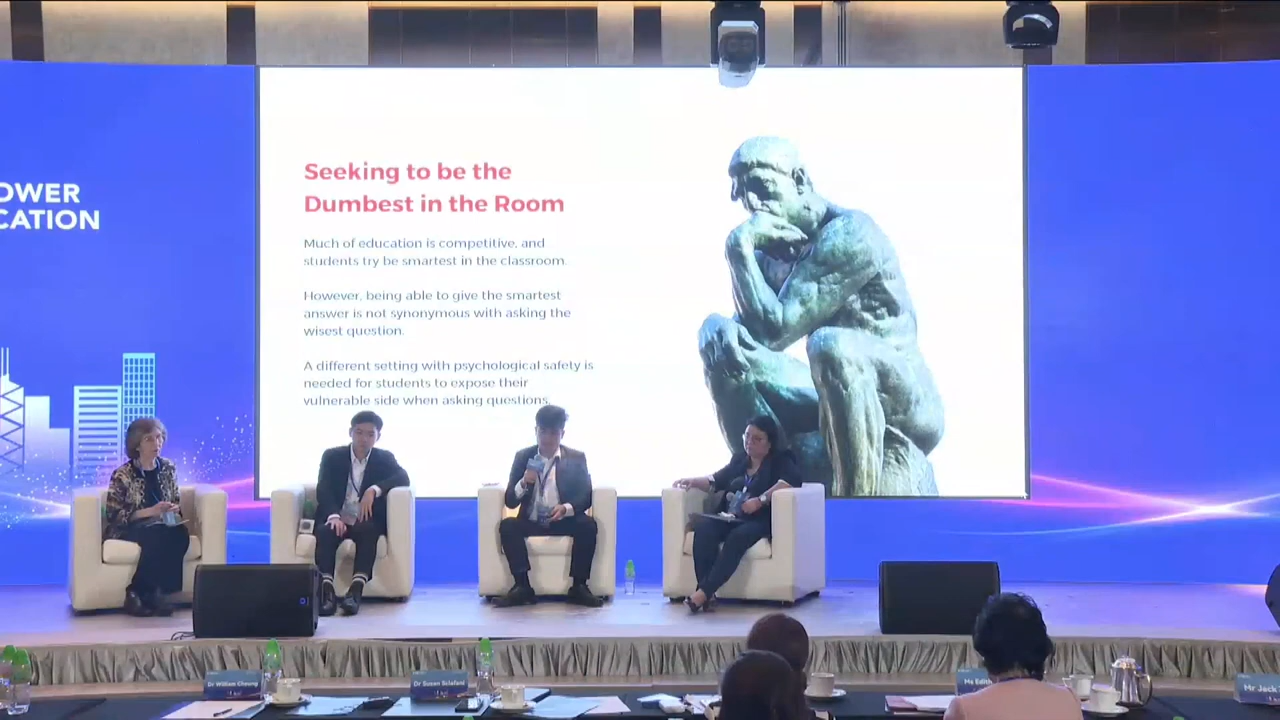 OWER
CATION
Seeking to be the
Dumbest in the Room
Much of education is competitive, and
students try be smartest in the classroom.
However, being able to give the smartest
answer is not synonymous with asking the
wisest question.
A different setting with psychological safety is
needed for students to expose their
vulnerable side when asking questions.
Dr William Cheung
Dr Susan Sclafani
Ms Edith
Mr Jack